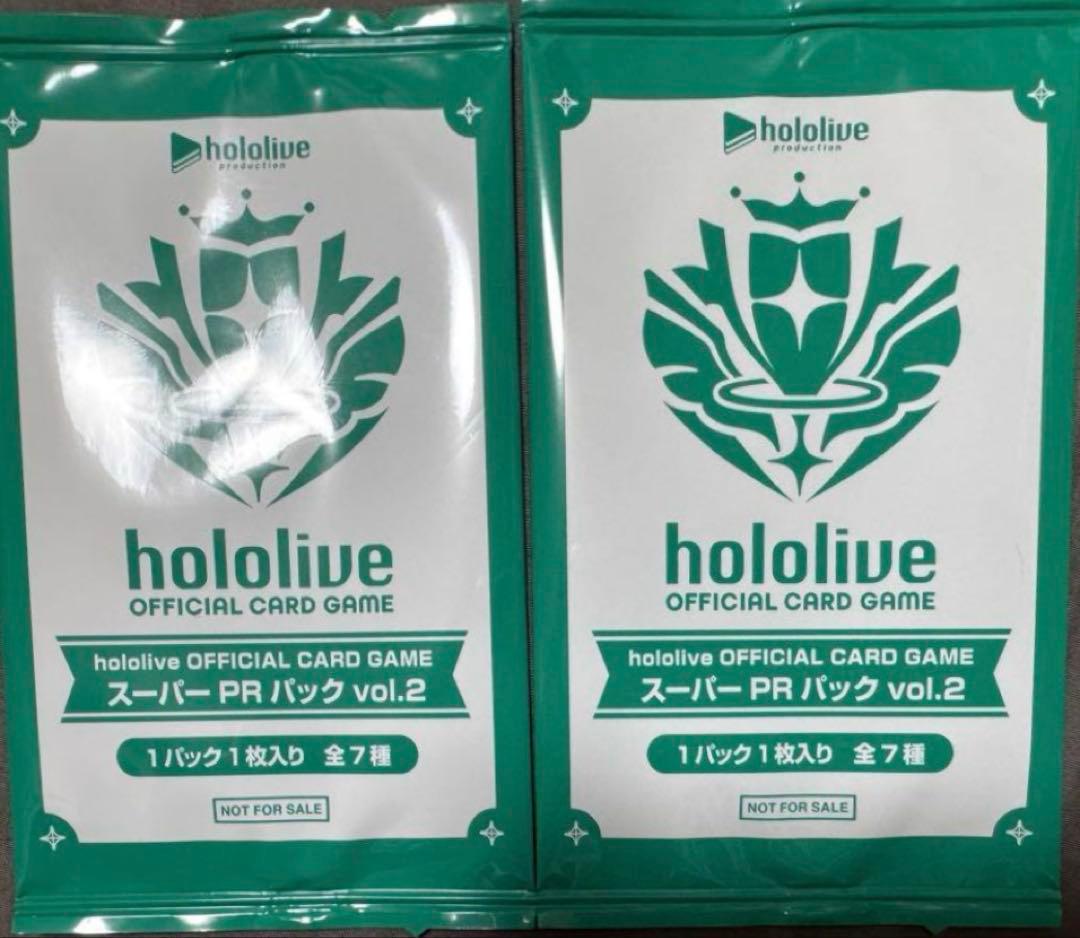 hololive
production
hololive
OFFICIAL CARD GAME
hololive OFFICIAL CARD GAME
スーパー PR パック vol.2
1パック1枚入り 全7種
NOT FOR SALE
hololive
production
hololive
OFFICIAL CARD GAME
hololive OFFICIAL CARD GAME
スーパー PR パック vol.2
1パック1枚入り 全7種
NOT FOR SALE